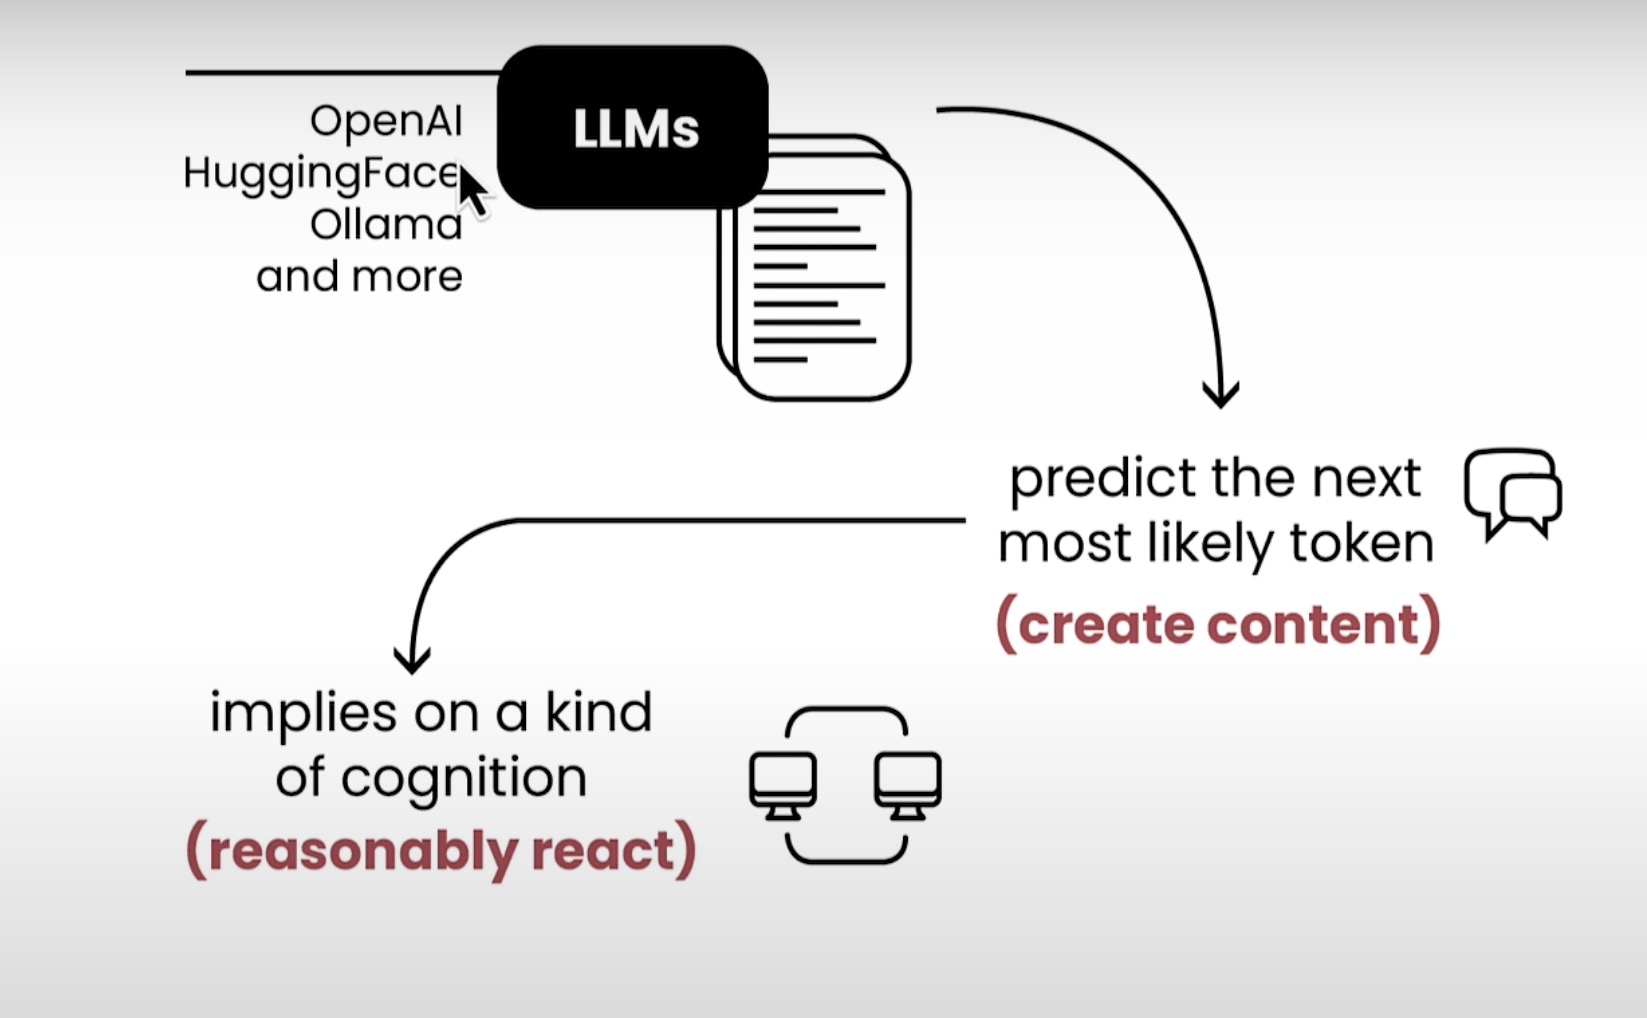 LLMs
OpenAI
HuggingFace
Ollama
and more
predict the next
most likely token
(create content)
implies on a kind
of cognition
(reasonably react)